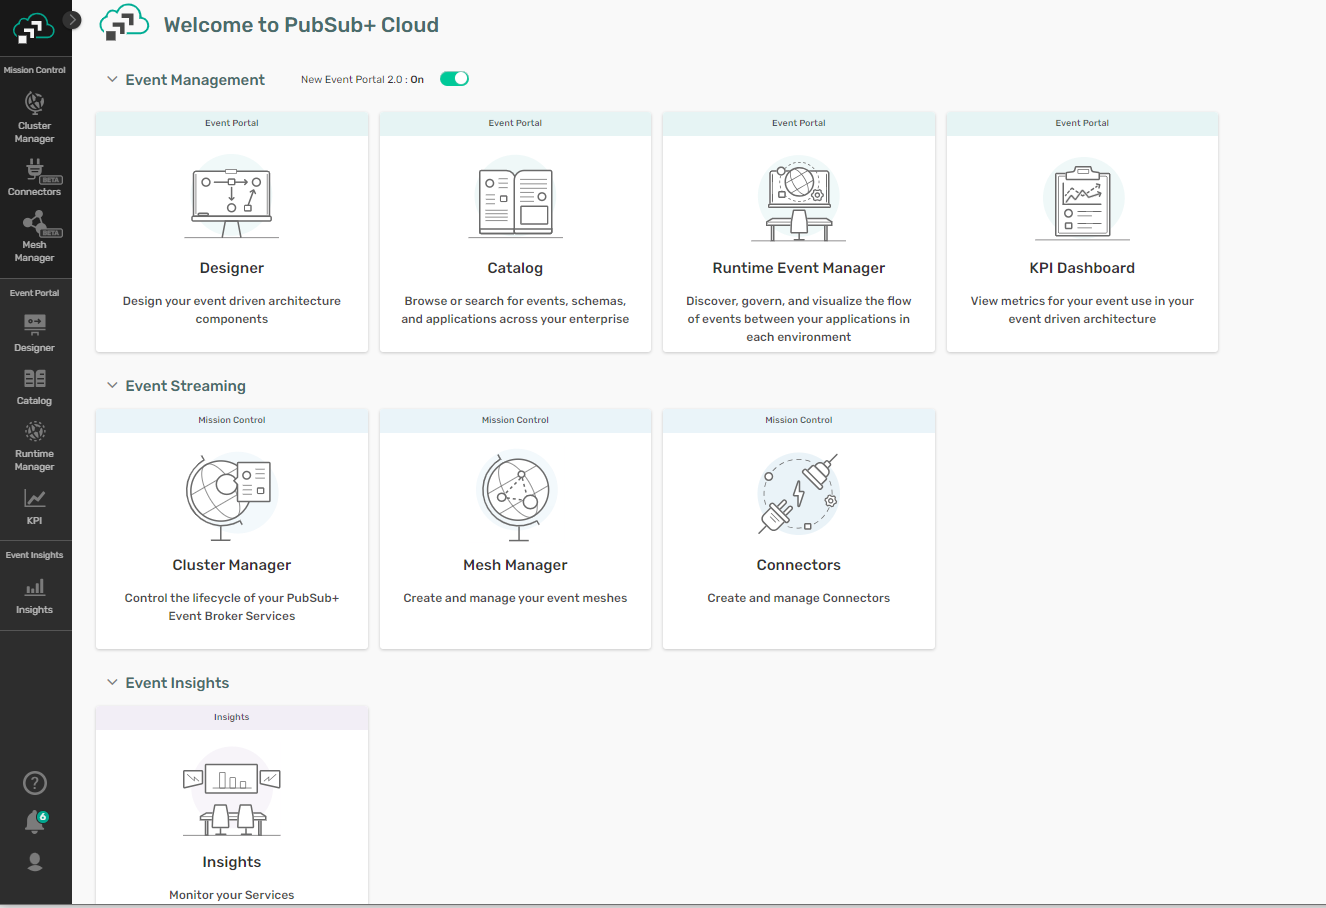 Welcome to PubSub+ Cloud
Mission Control
Cluster
Manager
BETA
Connectors
BETA
Mesh
Manager
Event Portal
Designer
Catalog
Runtime
Manager
KPI
Event Insights
Insights
6
Event Management
New Event Portal 2.0 : On
Event Portal
Designer
Design your event driven architecture
components
Event Portal
Catalog
Browse or search for events, schemas,
and applications across your enterprise
Event Portal
Runtime Event Manager
Discover, govern, and visualize the flow
of events between your applications in
each environment
Event Portal
KPI Dashboard
View metrics for your event use in your
event driven architecture
Event Streaming
Mission Control
Cluster Manager
Control the lifecycle of your PubSub+
Event Broker Services
Mission Control
Mesh Manager
Create and manage your event meshes
Mission Control
Connectors
Create and manage Connectors
Event Insights
Insights
Insights
Monitor your Services